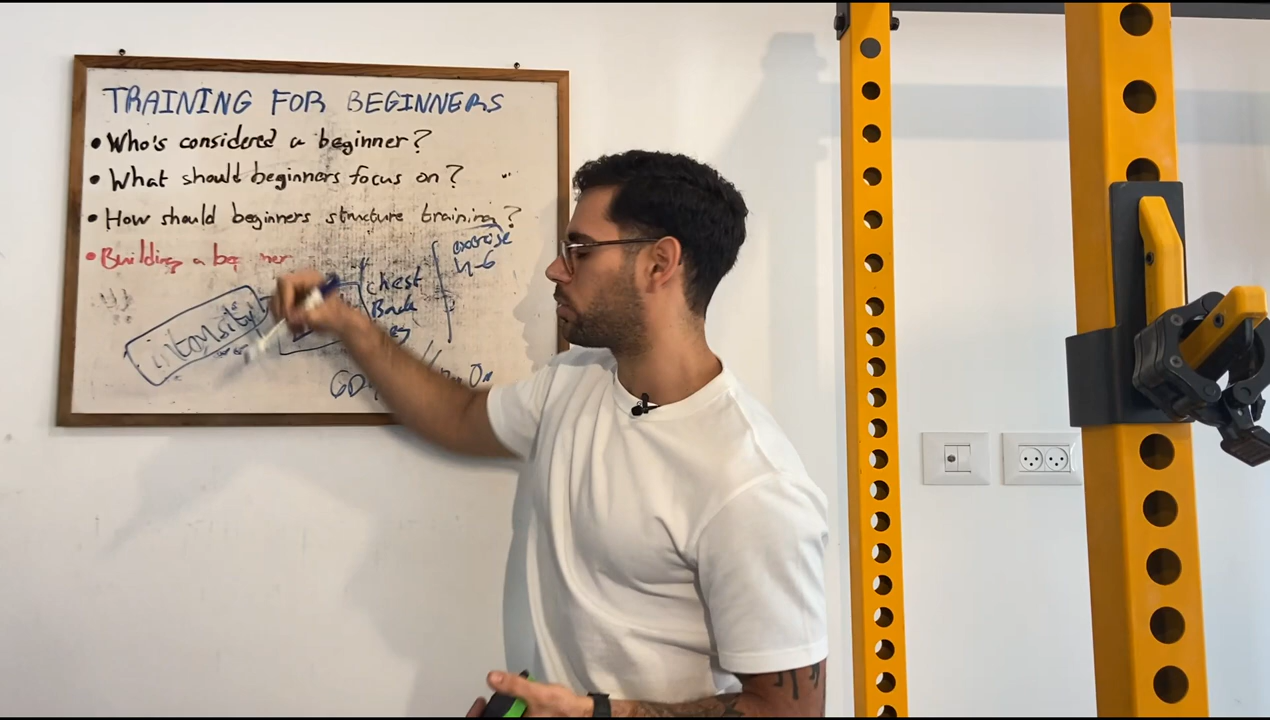 TRAINING FOR BEGINNERS
• Who's considered a beginner?
• What should beginners focus on?
• How should beginners structure training?
• Building a
exercise
4-6
chest
Back
intensity